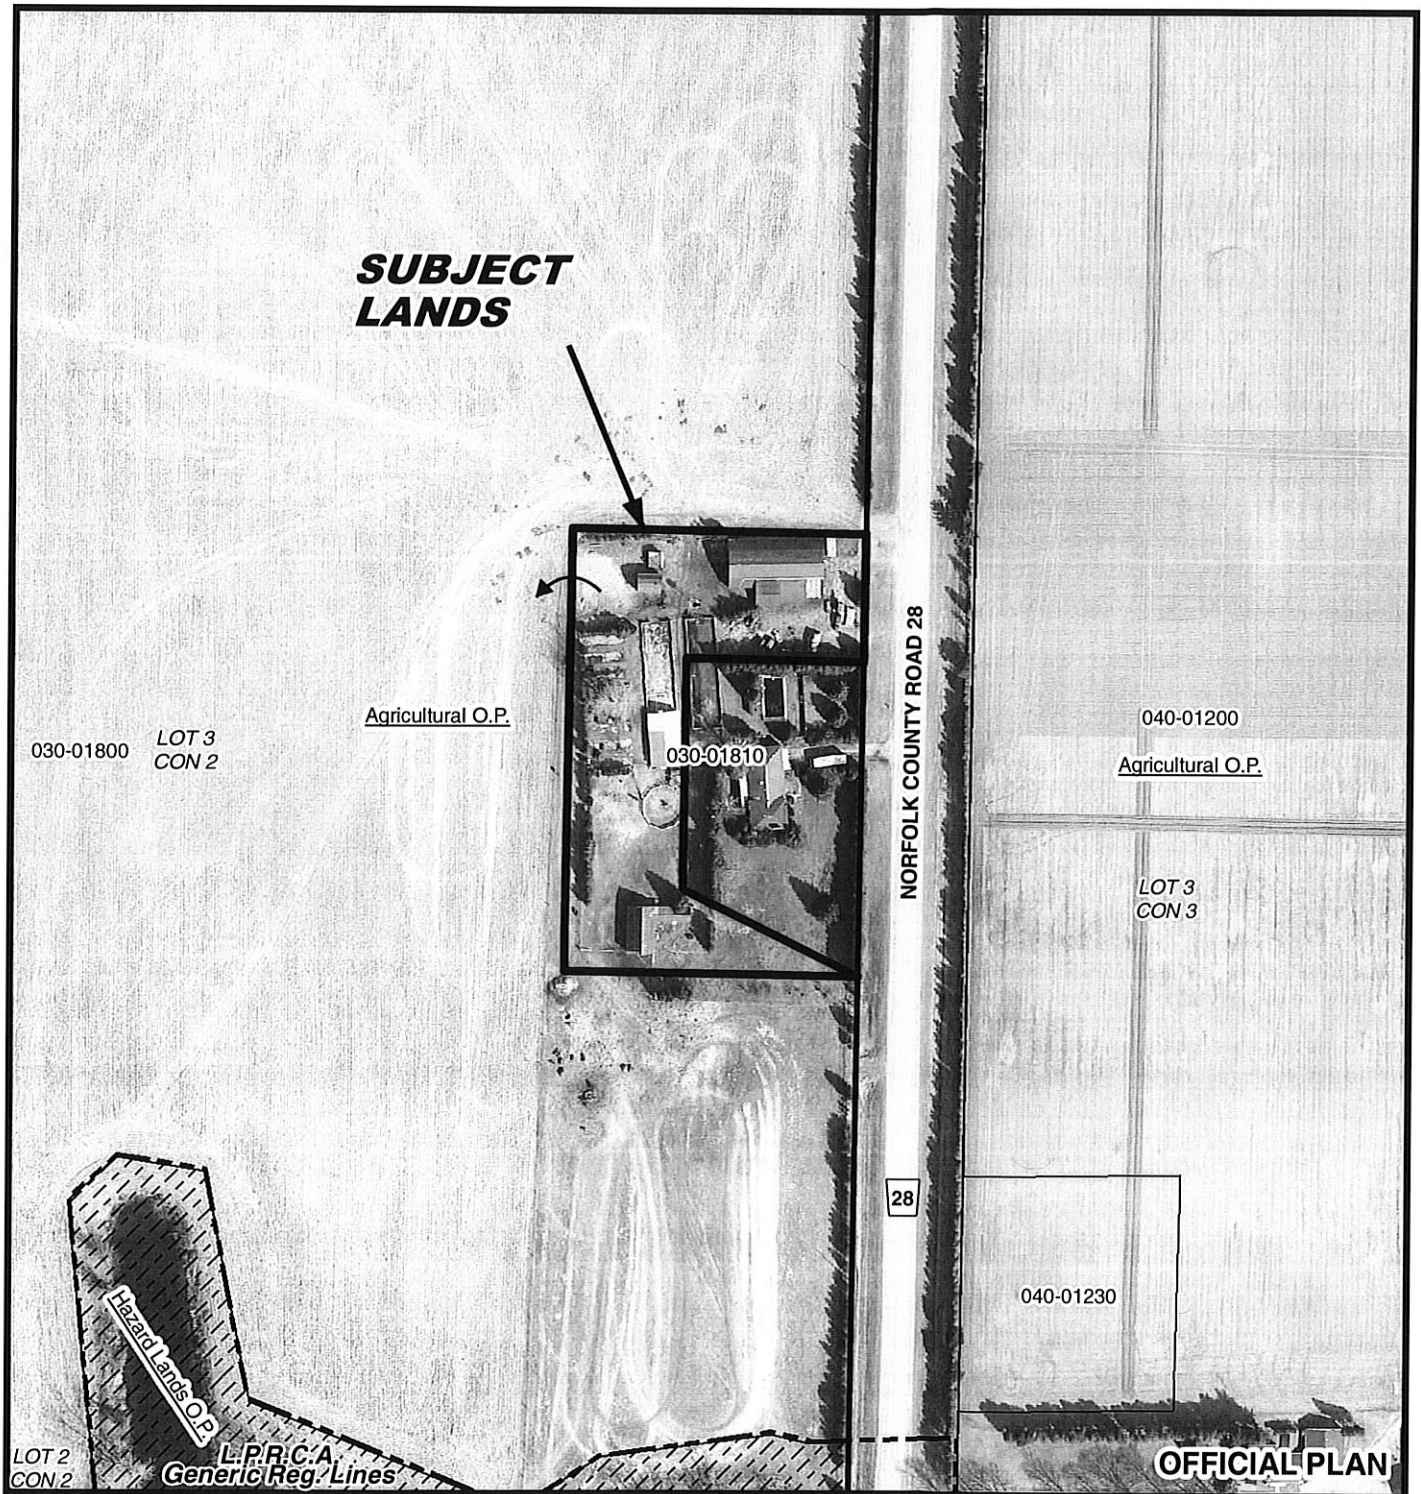 SUBJECT
LANDS
Agricultural O.P.
030-01800
LOT 3
CON 2
030-01810
NORFOLK COUNTY ROAD 28
040-01200
Agricultural O.P.
LOT 3
CON 3
28
040-01230
Hazard Lands O.P.
LOT 2
CON 2
L.P.R.C.A.
Generic Reg. Lines
OFFICIAL PLAN